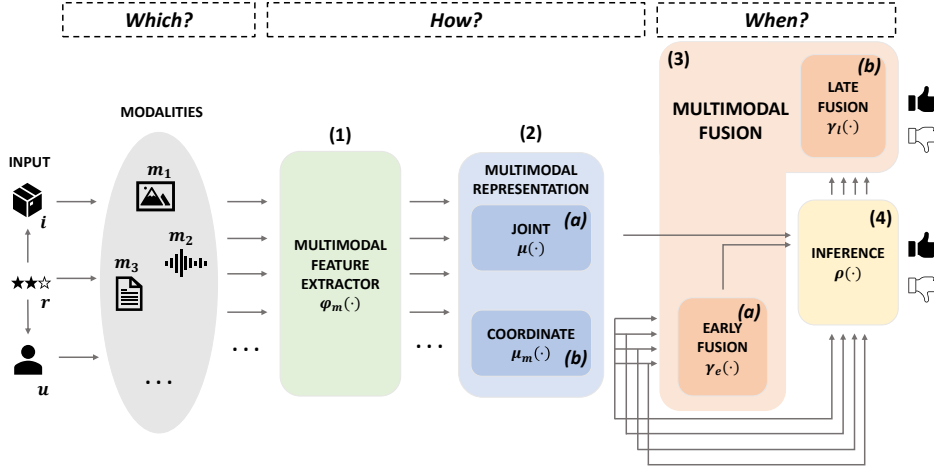 Which?
How?
When?
INPUT
i
r
u
MODALITIES
m₁
m₂
m₃
...
...
(1)
MULTIMODAL
FEATURE
EXTRACTOR
φₘ(·)
...
(2)
MULTIMODAL
REPRESENTATION
(a)
JOINT
μ(·)
COORDINATE
μₘ(·)
(b)
(3)
MULTIMODAL
FUSION
(b)
LATE
FUSION
γₗ(·)
(a)
EARLY
FUSION
γₑ(·)
(4)
INFERENCE
ρ(·)